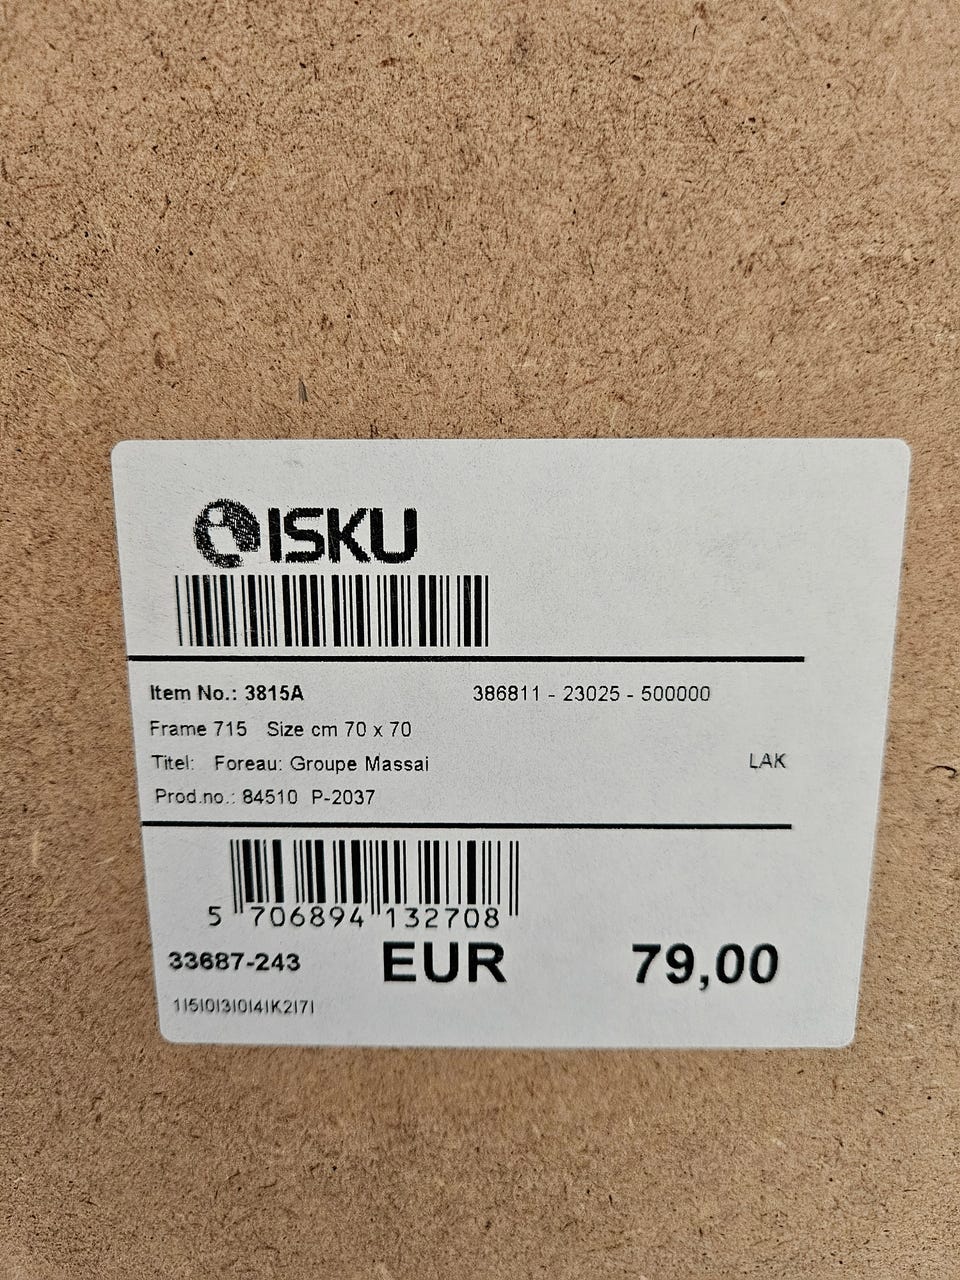 ISKU
Item No.: 3815A 386811 - 23025 - 500000
Frame 715 Size cm 70 x 70
Titel: Foreau: Groupe Massai LAK
Prod.no.: 84510 P-2037
5 706894 132708
33687-243 EUR 79,00
1|5|0|3|0|4|K2|7|